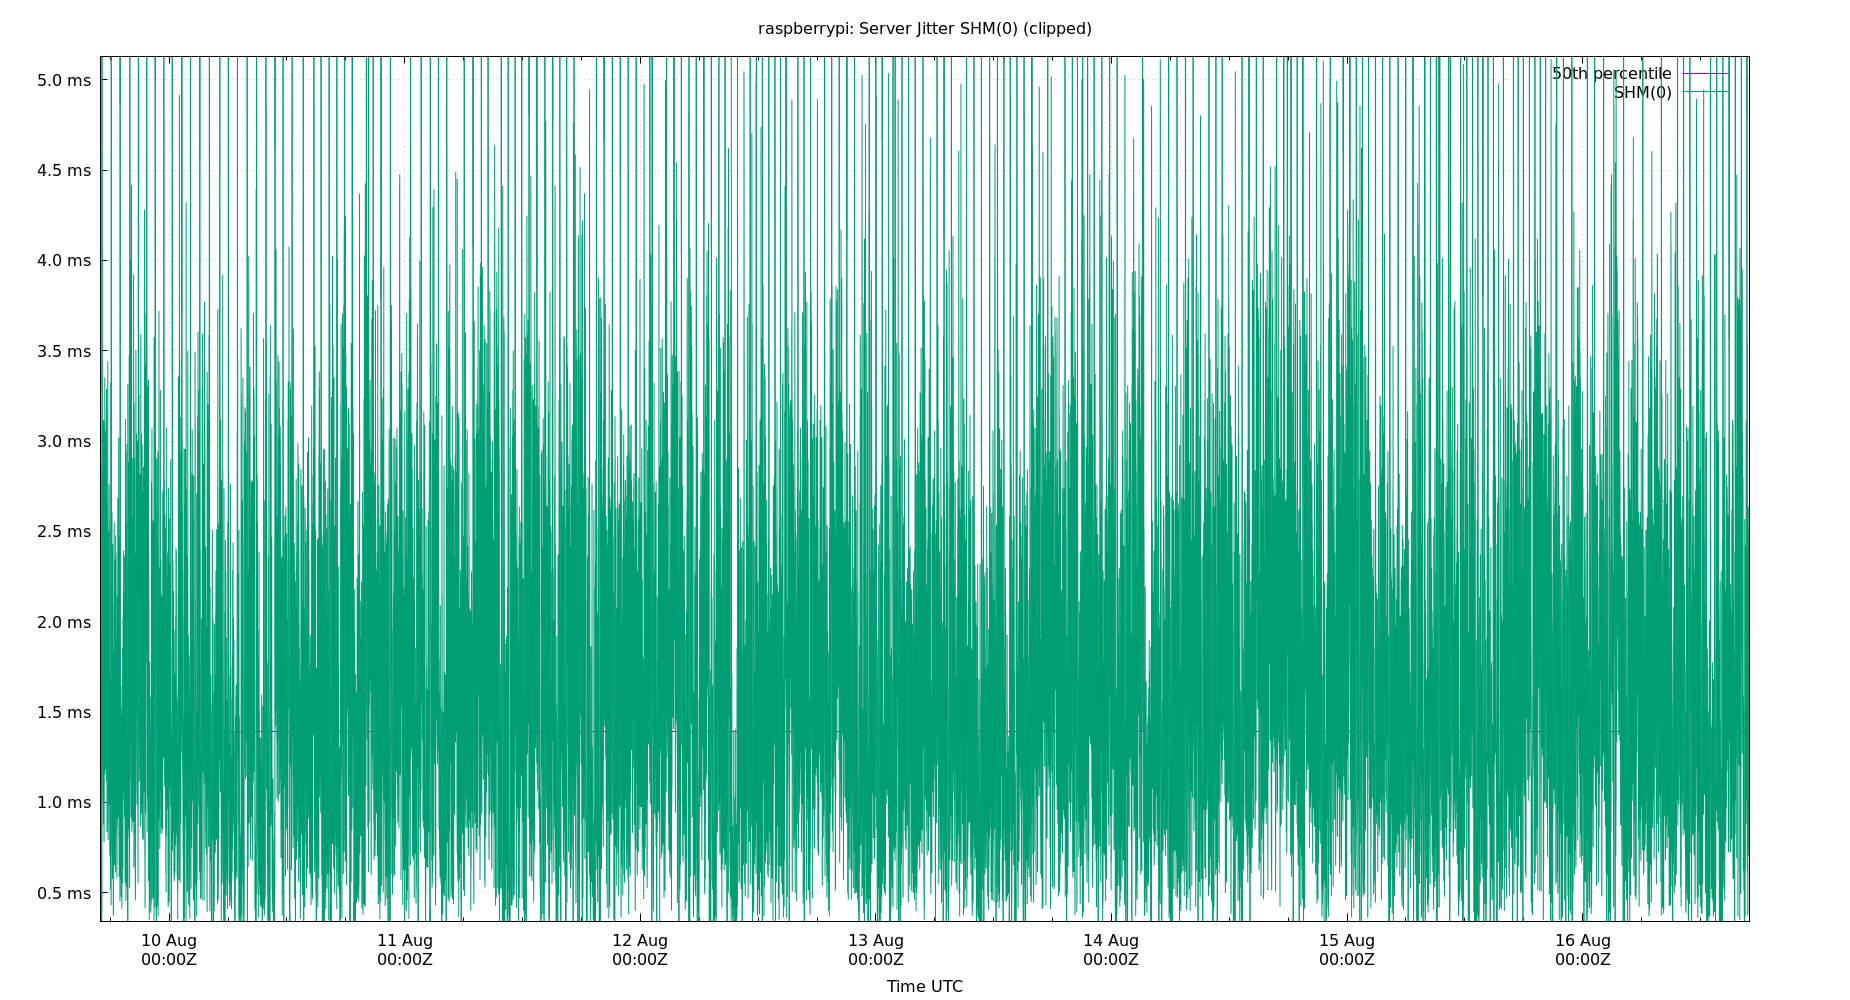 raspberrypi: Server Jitter SHM(0) (clipped)
50th percentile
SHM(0)
5.0 ms
4.5 ms
4.0 ms
3.5 ms
3.0 ms
2.5 ms
2.0 ms
1.5 ms
1.0 ms
0.5 ms
10 Aug 11 Aug 12 Aug 13 Aug 14 Aug 15 Aug 16 Aug
00:00Z 00:00Z 00:00Z 00:00Z 00:00Z 00:00Z 00:00Z
Time UTC